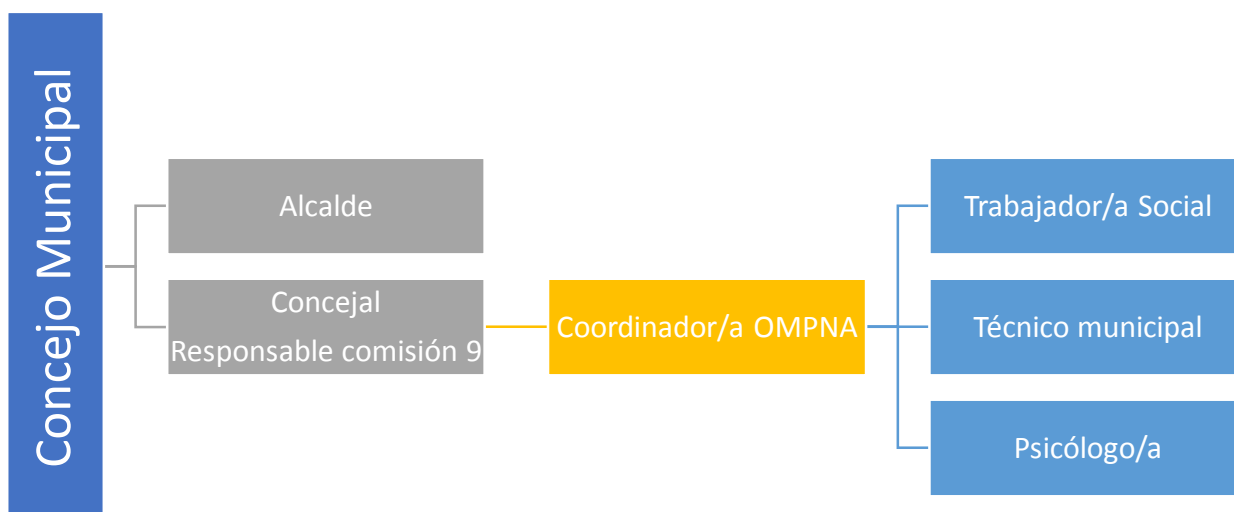 Concejo Municipal
Alcalde
Concejal
Responsable comisión 9
Coordinador/a OMPNA
Trabajador/a Social
Técnico municipal
Psicólogo/a